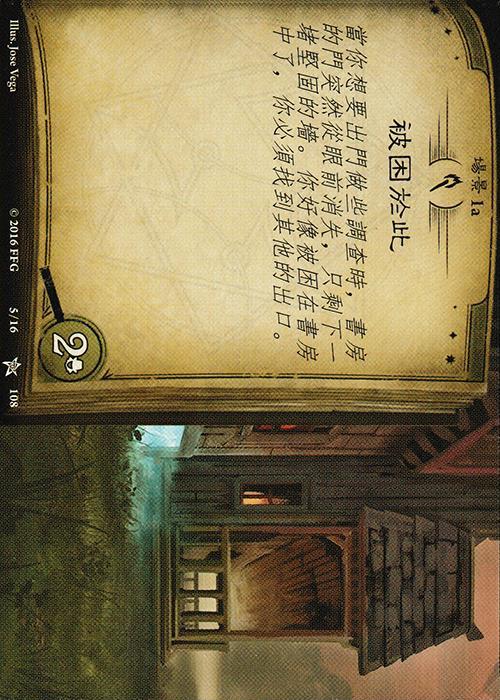 場景 1a
被困於此
當你想要出門做些調查時，書房
的門突然從眼前消失，只剩下一
堵堅固的牆。你好像被困在書房
中了，你必須找到其他的出口。
2
Illus. Jose Vega
© 2016 FFG
5/16
108